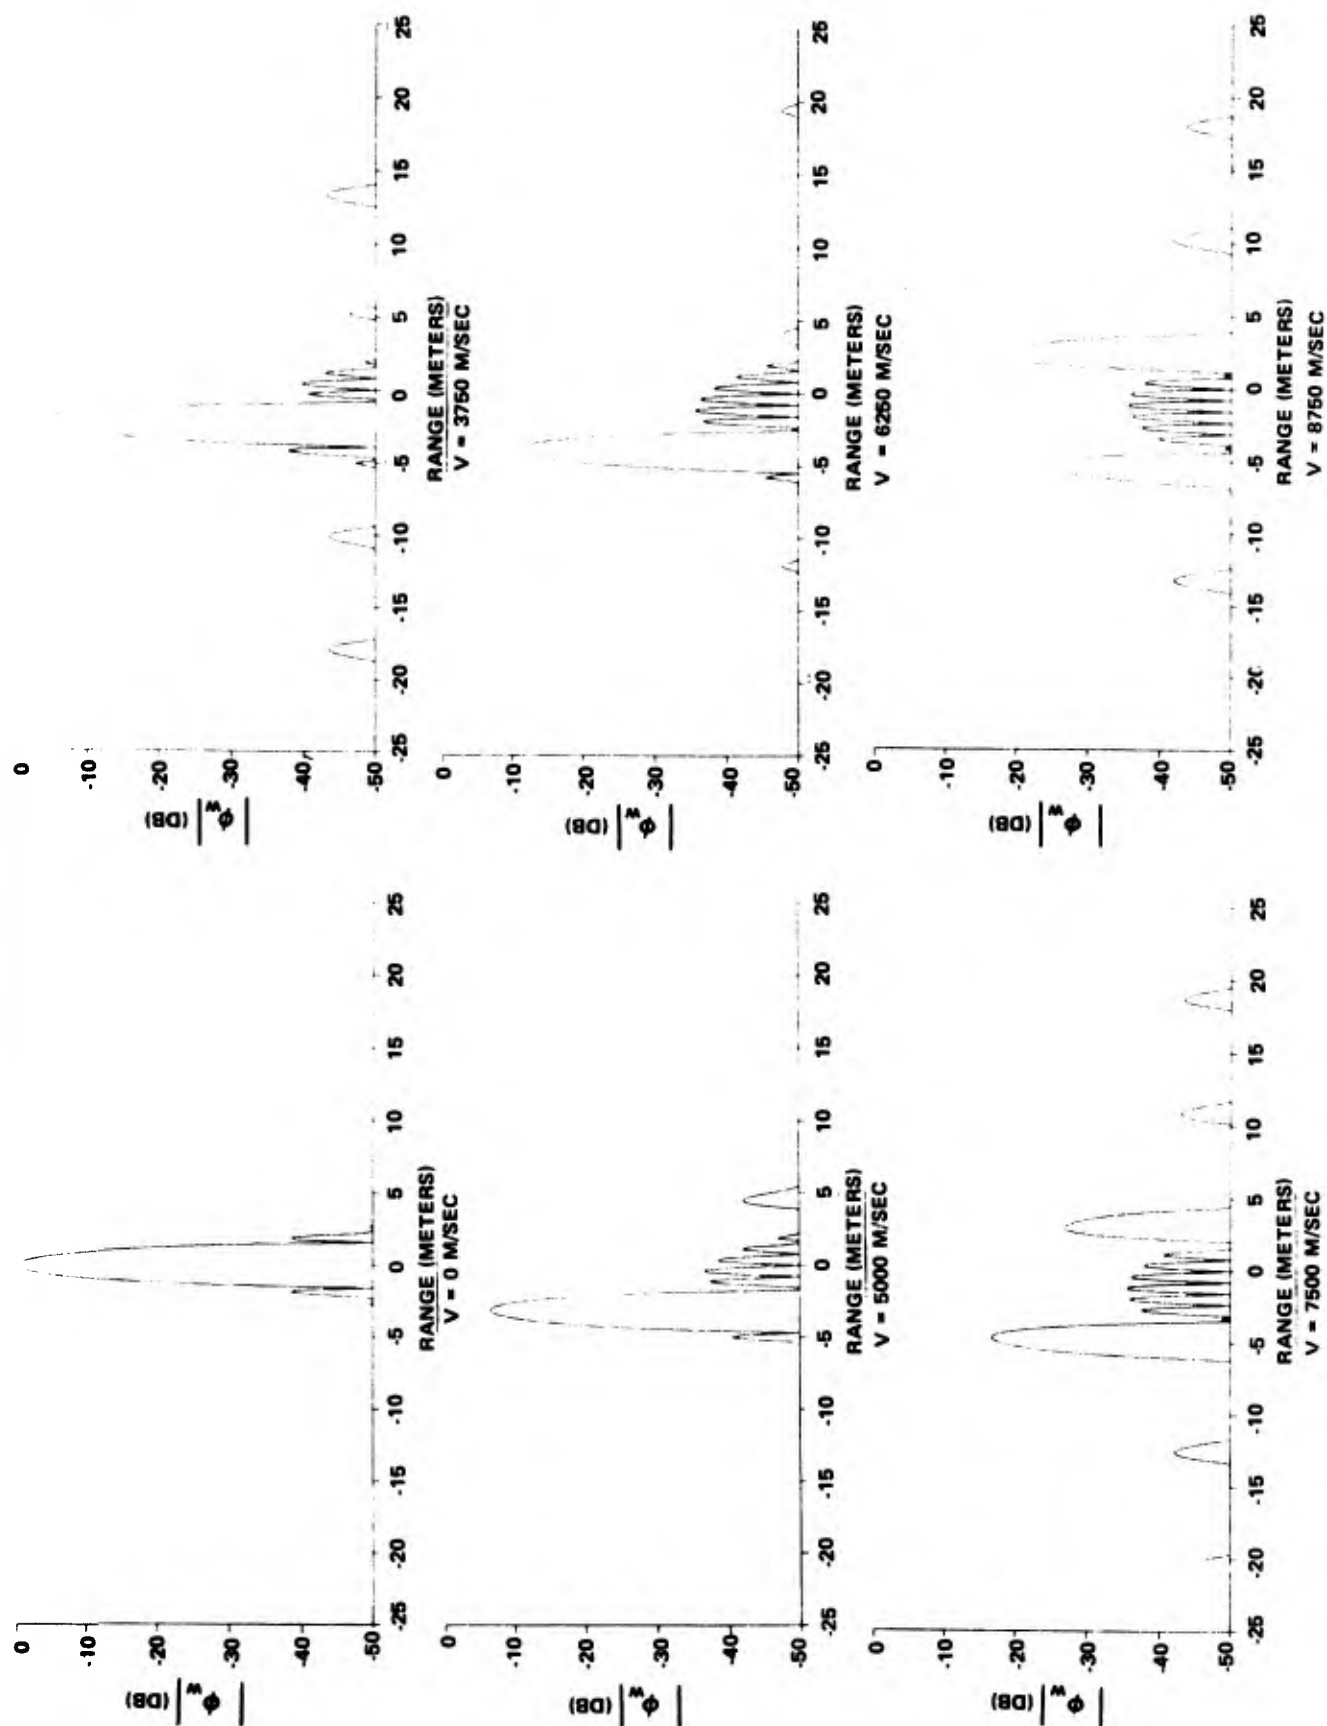 |ϕw|
(DB)
0
-10
-20
-30
-40
-50
-25 -20 -15 -10 -5 0 5 10 15 20 25
RANGE (METERS)
V = 0 M/SEC
|ϕw|
(DB)
0
-10
-20
-30
-40
-50
-25 -20 -15 -10 -5 0 5 10 15 20 25
RANGE (METERS)
V = 3750 M/SEC
|ϕw|
(DB)
0
-10
-20
-30
-40
-50
-25 -20 -15 -10 -5 0 5 10 15 20 25
RANGE (METERS)
V = 5000 M/SEC
|ϕw|
(DB)
0
-10
-20
-30
-40
-50
-25 -20 -15 -10 -5 0 5 10 15 20 25
RANGE (METERS)
V = 6250 M/SEC
|ϕw|
(DB)
0
-10
-20
-30
-40
-50
-25 -20 -15 -10 -5 0 5 10 15 20 25
RANGE (METERS)
V = 7500 M/SEC
|ϕw|
(DB)
0
-10
-20
-30
-40
-50
-25 -20 -15 -10 -5 0 5 10 15 20 25
RANGE (METERS)
V = 8750 M/SEC